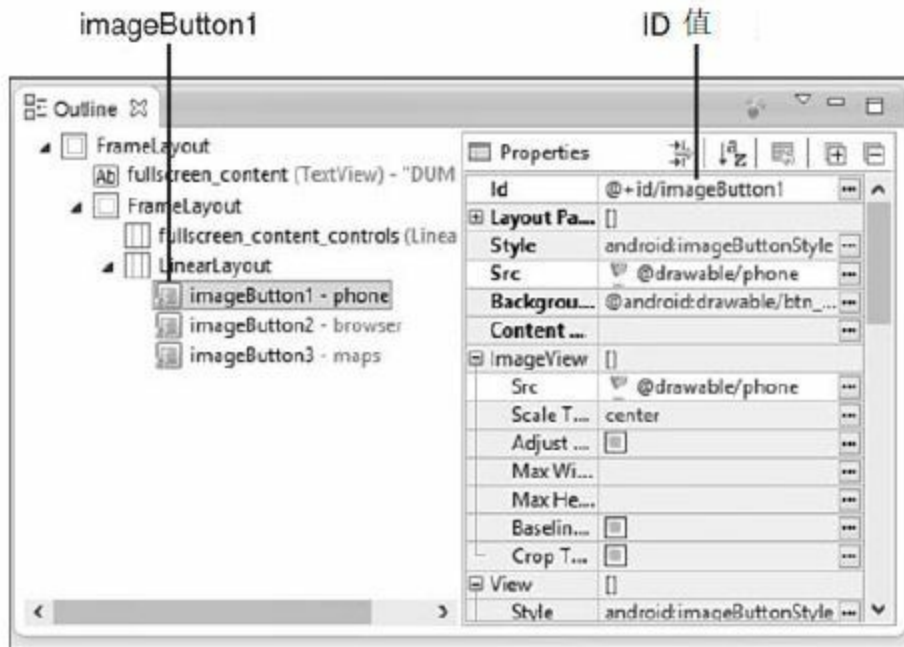 imageButton1
ID 值
Outline
Properties
FrameLayout
fullscreen_content (TextView) - "DUM
FrameLayout
fullscreen_content_controls (Linea
LinearLayout
imageButton1 - phone
imageButton2 - browser
imageButton3 - maps
Id @+id/imageButton1
Layout Pa.... []
Style android:imageButtonStyle
Src @drawable/phone
Backgrou... @android:drawable/btn_...
Content ...
ImageView []
Src @drawable/phone
Scale T... center
Adjust ...
Max Wi...
Max He...
Baselin...
Crop T...
View []
Style android:imageButtonStyle